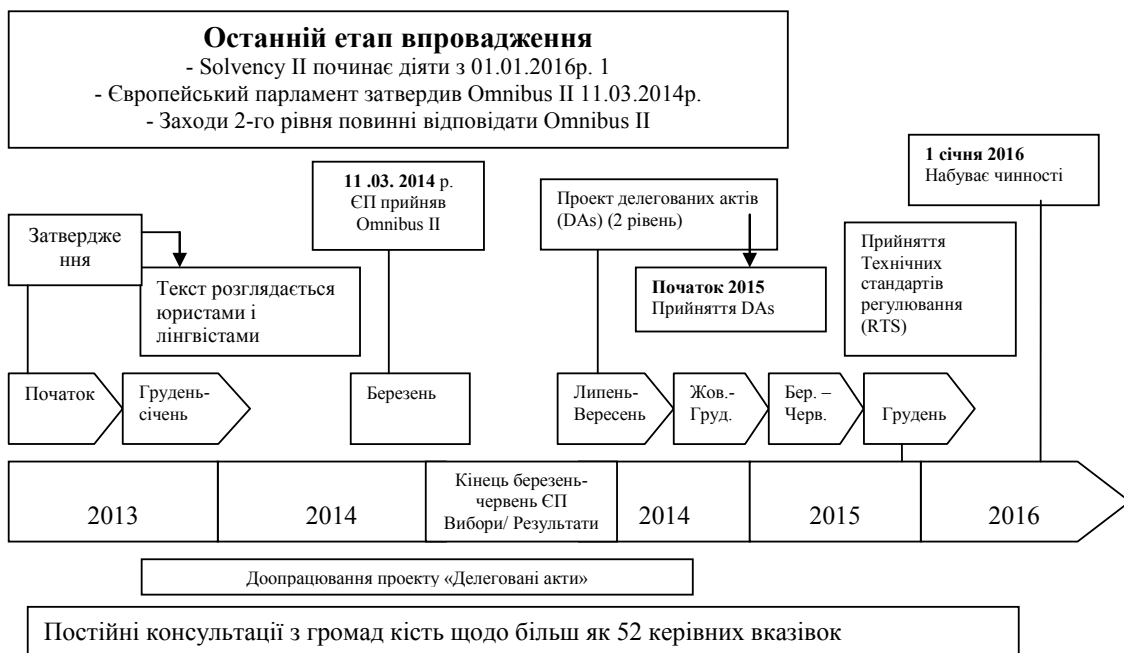 Останній етап впровадження
- Solvency II починає діяти з 01.01.2016р. 1
- Європейський парламент затвердив Omnibus II 11.03.2014р.
- Заходи 2-го рівня повинні відповідати Omnibus II
1 січня 2016
Набуває чинності
11 .03. 2014 р.
ЄП прийняв
Omnibus II
Проект делегованих актів
(DAs) (2 рівень)
Затвердже
ння
Прийняття
Технічних
стандартів
регулювання
(RTS)
Текст розглядається
юристами і
лінгвістами
Початок 2015
Прийняття DAs
Початок
Грудень-
січень
Березень
Липень-
Вересень
Жов.-
Груд.
Бер. –
Черв.
Грудень
2013
2014
Кінець березень-
червень ЄП
Вибори/ Результати
2014
2015
2016
Доопрацювання проекту «Делеговані акти»
Постійні консультації з громад кість щодо більш як 52 керівних вказівок